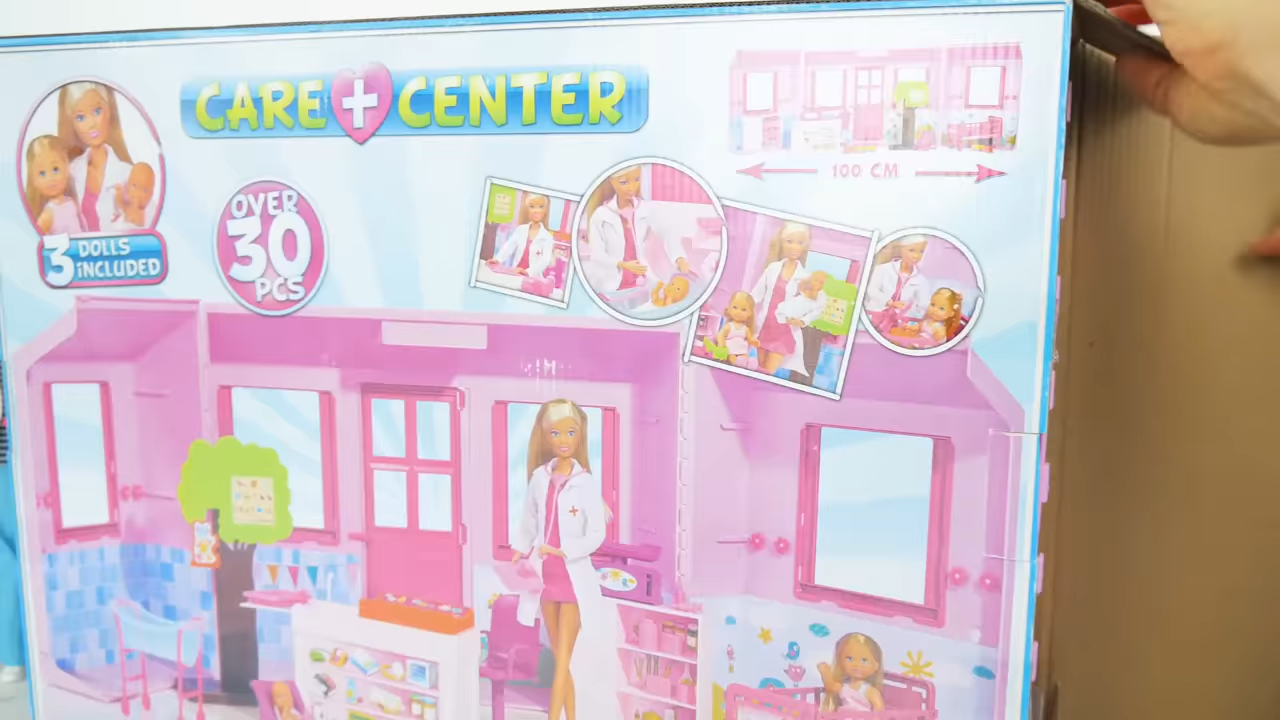 CARE CENTER
100 CM
OVER
30
PCS
3 DOLLS
INCLUDED